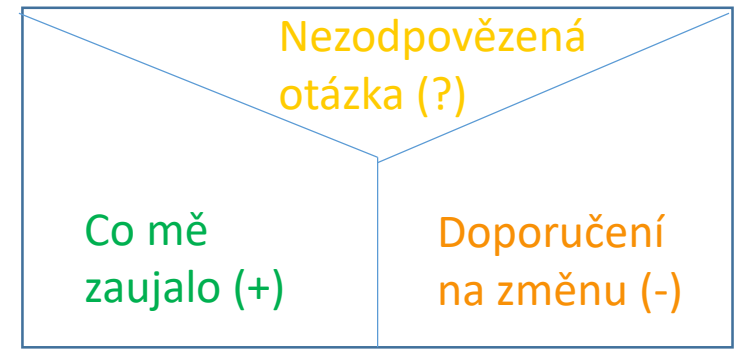 Nezodpovězená
otázka (?)
Co mě
zaujalo (+)
Doporučení
na změnu (-)